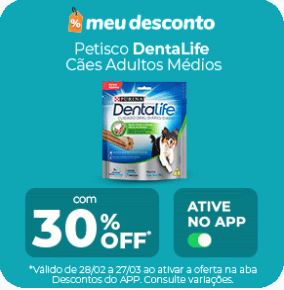 % meu desconto
Petisco DentaLife
Cães Adultos Médios
PURINA
DentaLife
com
30%
OFF*
ATIVE
NO APP
*Válido de 28/02 a 27/03 ao ativar a oferta na aba
Descontos do APP. Consulte variações.